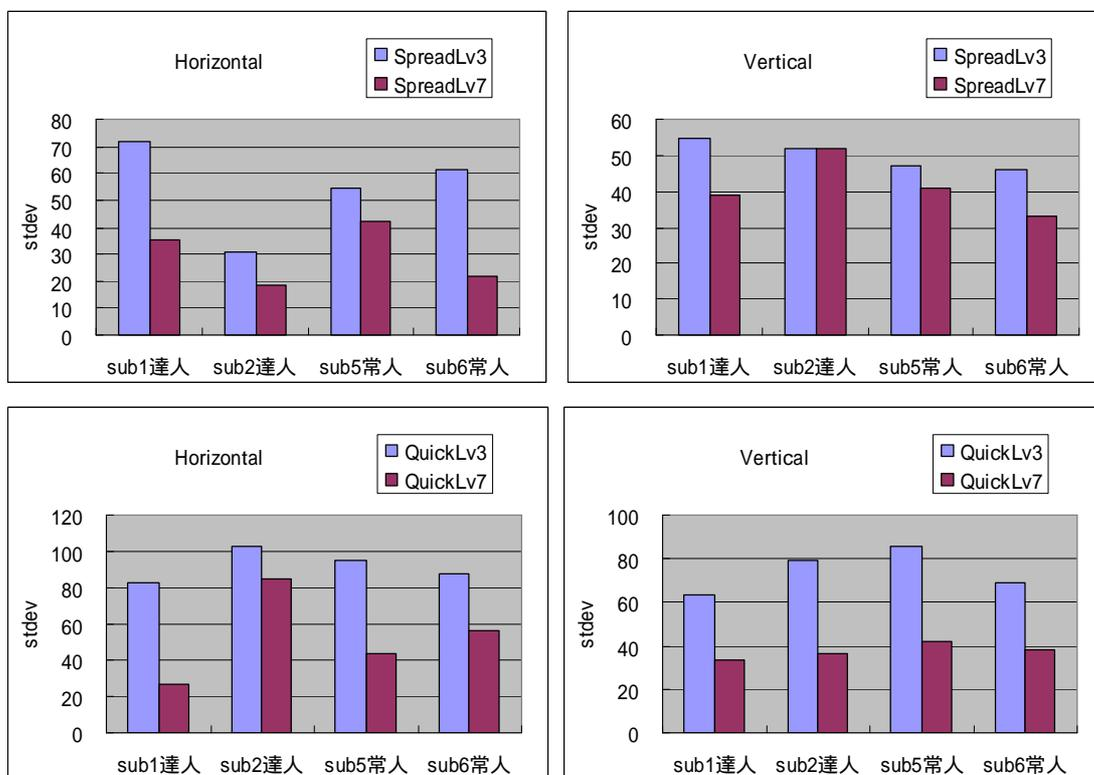 Horizontal
SpreadLv3
SpreadLv7
stdev
80
70
60
50
40
30
20
10
0
sub1達人 sub2達人 sub5常人 sub6常人
Vertical
SpreadLv3
SpreadLv7
stdev
60
50
40
30
20
10
0
sub1達人 sub2達人 sub5常人 sub6常人
Horizontal
QuickLv3
QuickLv7
stdev
120
100
80
60
40
20
0
sub1達人 sub2達人 sub5常人 sub6常人
Vertical
QuickLv3
QuickLv7
stdev
100
80
60
40
20
0
sub1達人 sub2達人 sub5常人 sub6常人